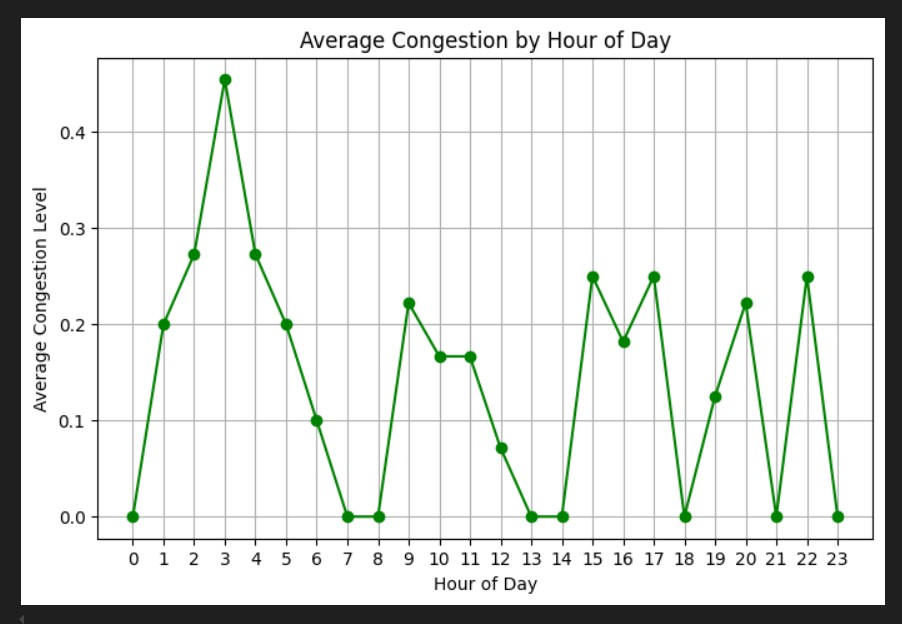 Average Congestion by Hour of Day
Average Congestion Level
0.4
0.3
0.2
0.1
0.0
0 1 2 3 4 5 6 7 8 9 10 11 12 13 14 15 16 17 18 19 20 21 22 23
Hour of Day